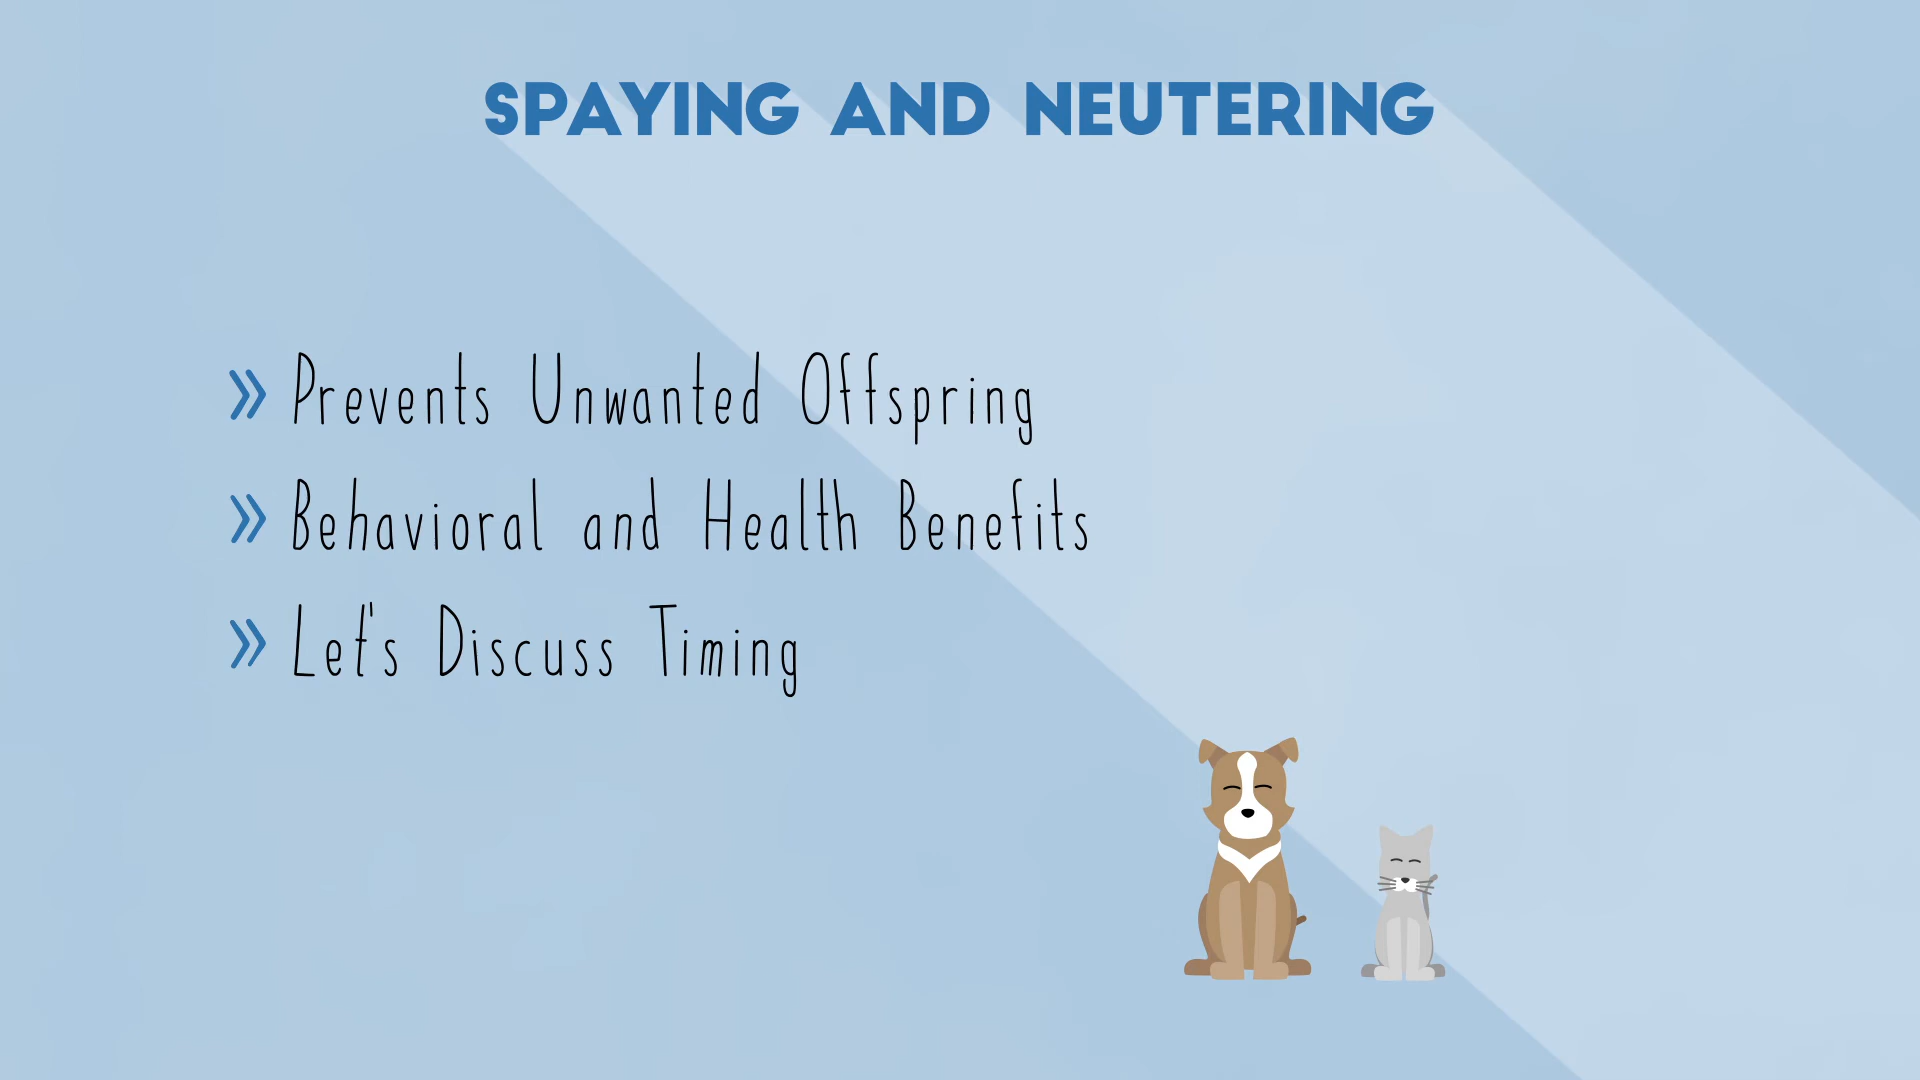 SPAYING AND NEUTERING
» Prevents Unwanted Offspring
» Behavioral and Health Benefits
» Let's Discuss Timing